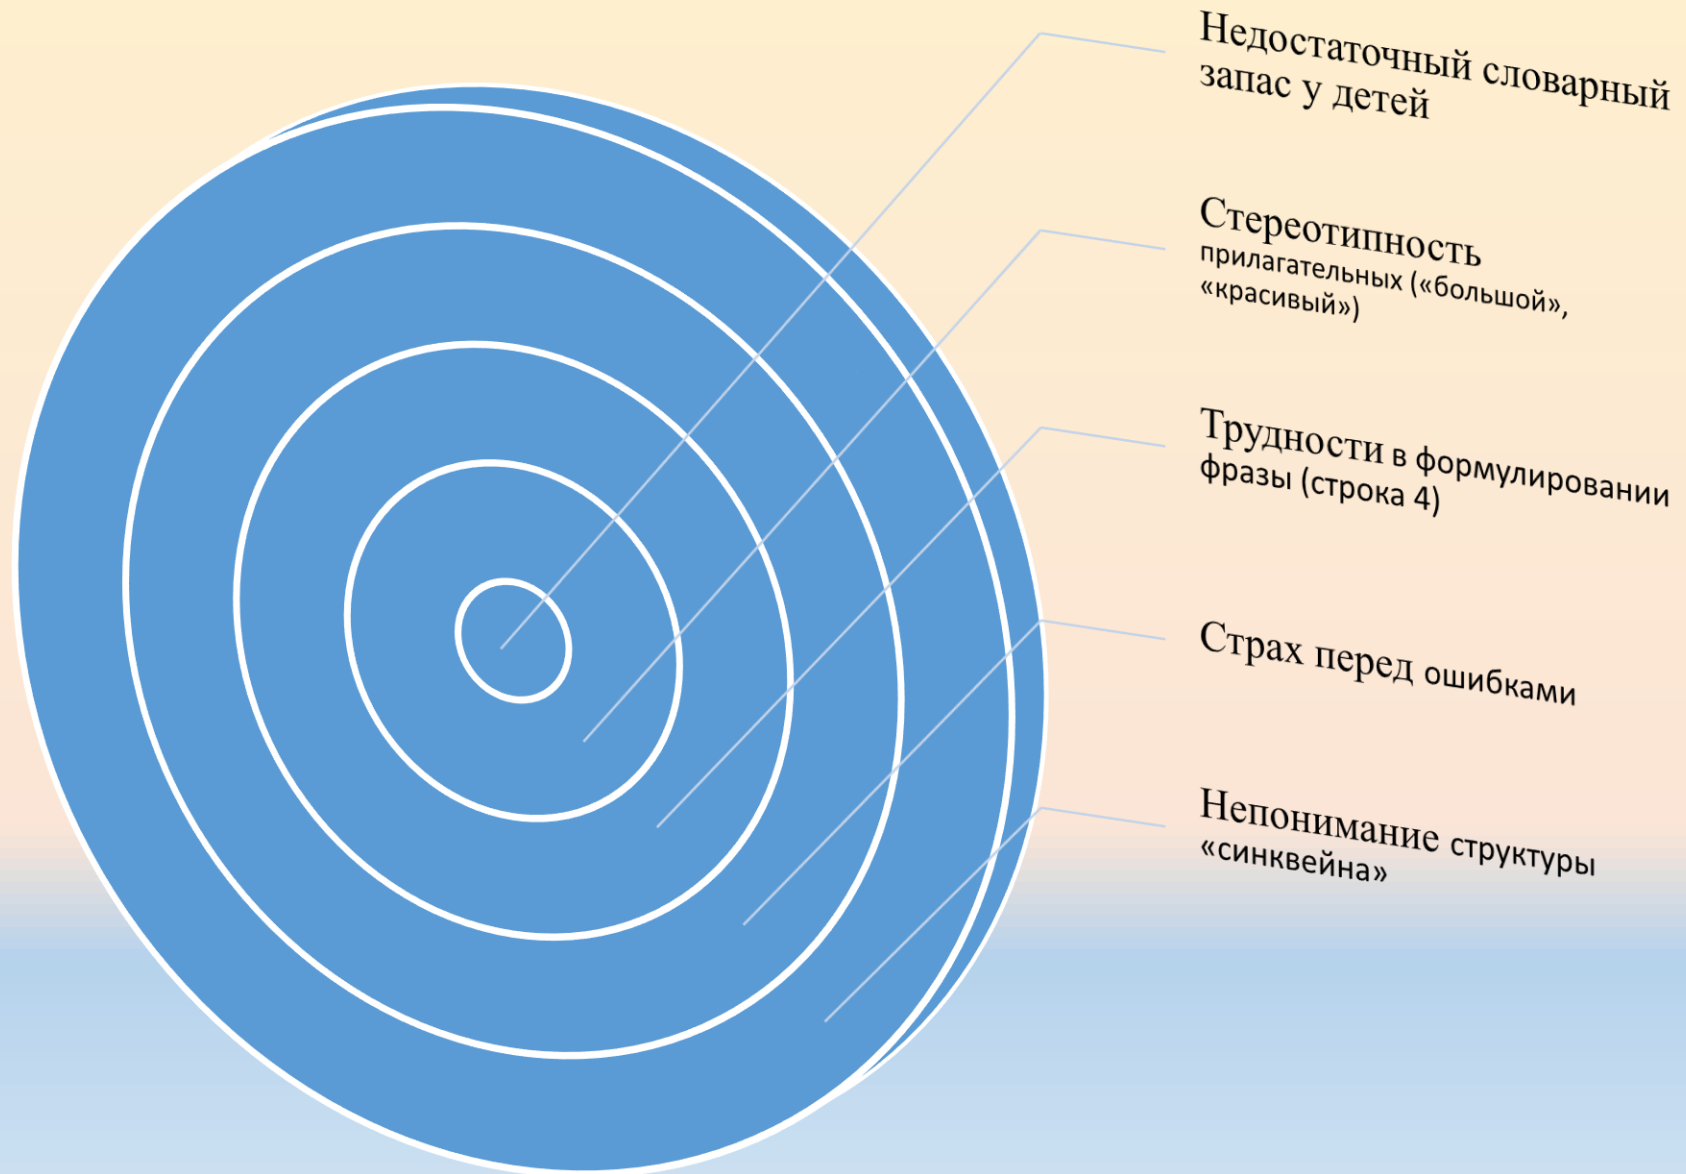 Недостаточный словарный
запас у детей
Стереотипность
прилагательных («большой»,
«красивый»)
Трудности в формулировании
фразы (строка 4)
Страх перед ошибками
Непонимание структуры
«синквейна»